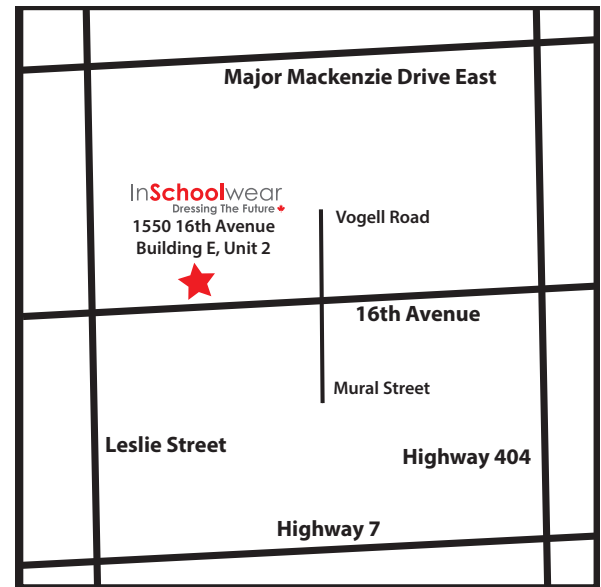 Major Mackenzie Drive East
InSchoolwear
Dressing The Future
1550 16th Avenue
Building E, Unit 2
Vogell Road
16th Avenue
Mural Street
Leslie Street
Highway 404
Highway 7